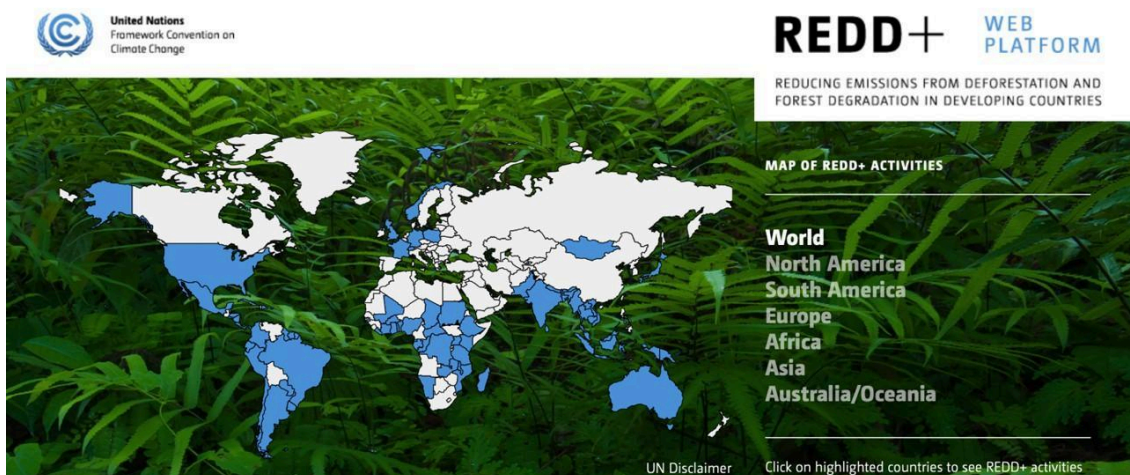 United Nations
Framework Convention on
Climate Change
REDD+
WEB
PLATFORM
REDUCING EMISSIONS FROM DEFORESTATION AND
FOREST DEGRADATION IN DEVELOPING COUNTRIES
MAP OF REDD+ ACTIVITIES
World
North America
South America
Europe
Africa
Asia
Australia/Oceania
UN Disclaimer
Click on highlighted countries to see REDD+ activities